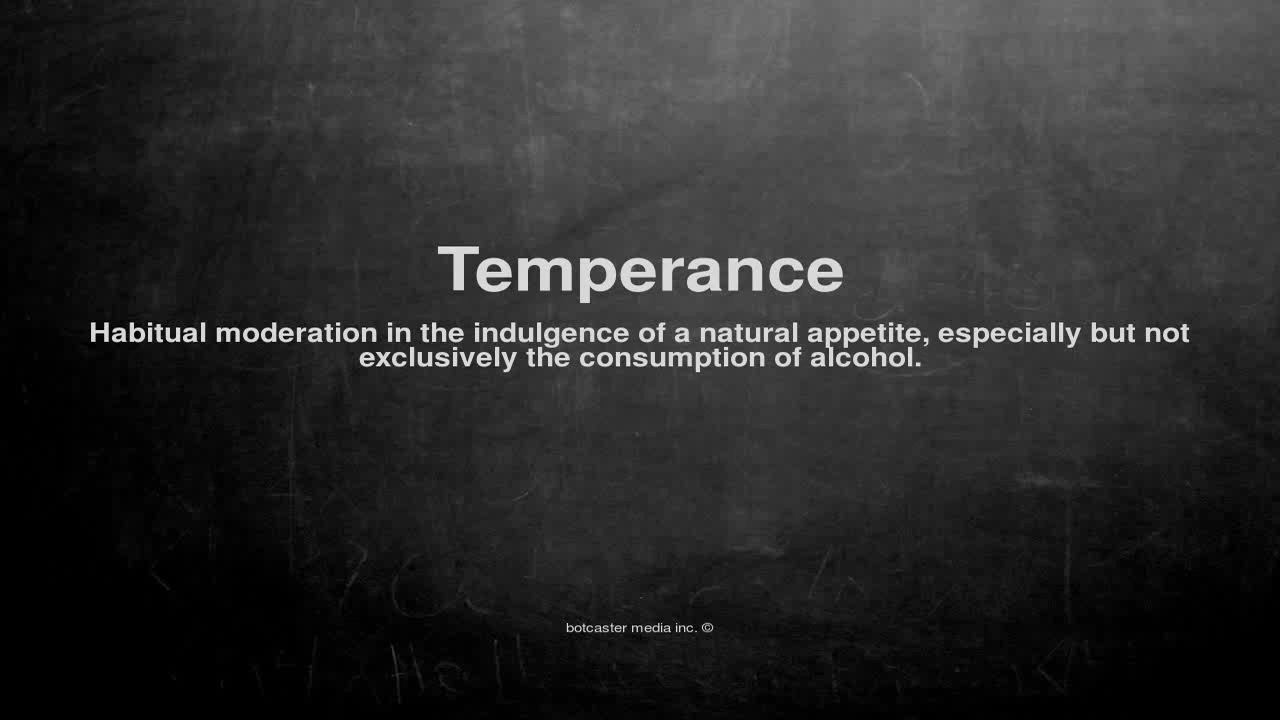 Temperance
Habitual moderation in the indulgence of a natural appetite, especially but not
exclusively the consumption of alcohol.
botcaster media inc. ©